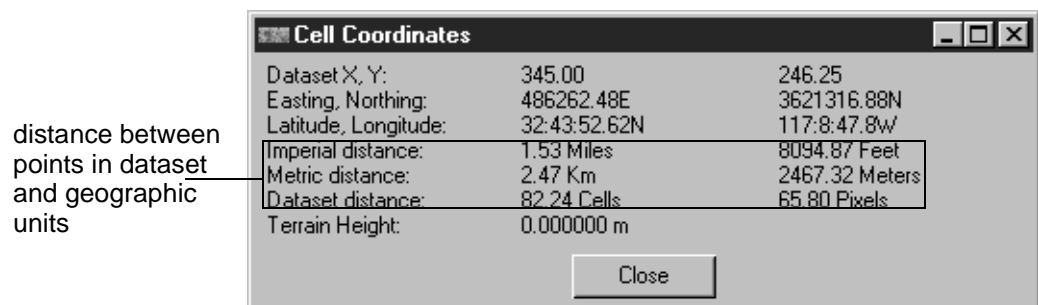 Cell Coordinates
Dataset X, Y: 345.00 246.25
Easting, Northing: 486262.48E 3621316.88N
Latitude, Longitude: 32:43:52.62N 117:8:47.8W
Imperial distance: 1.53 Miles 8094.87 Feet
Metric distance: 2.47 Km 2467.32 Meters
Dataset distance: 82.24 Cells 65.80 Pixels
Terrain Height: 0.000000 m
Close
distance between
points in dataset
and geographic
units